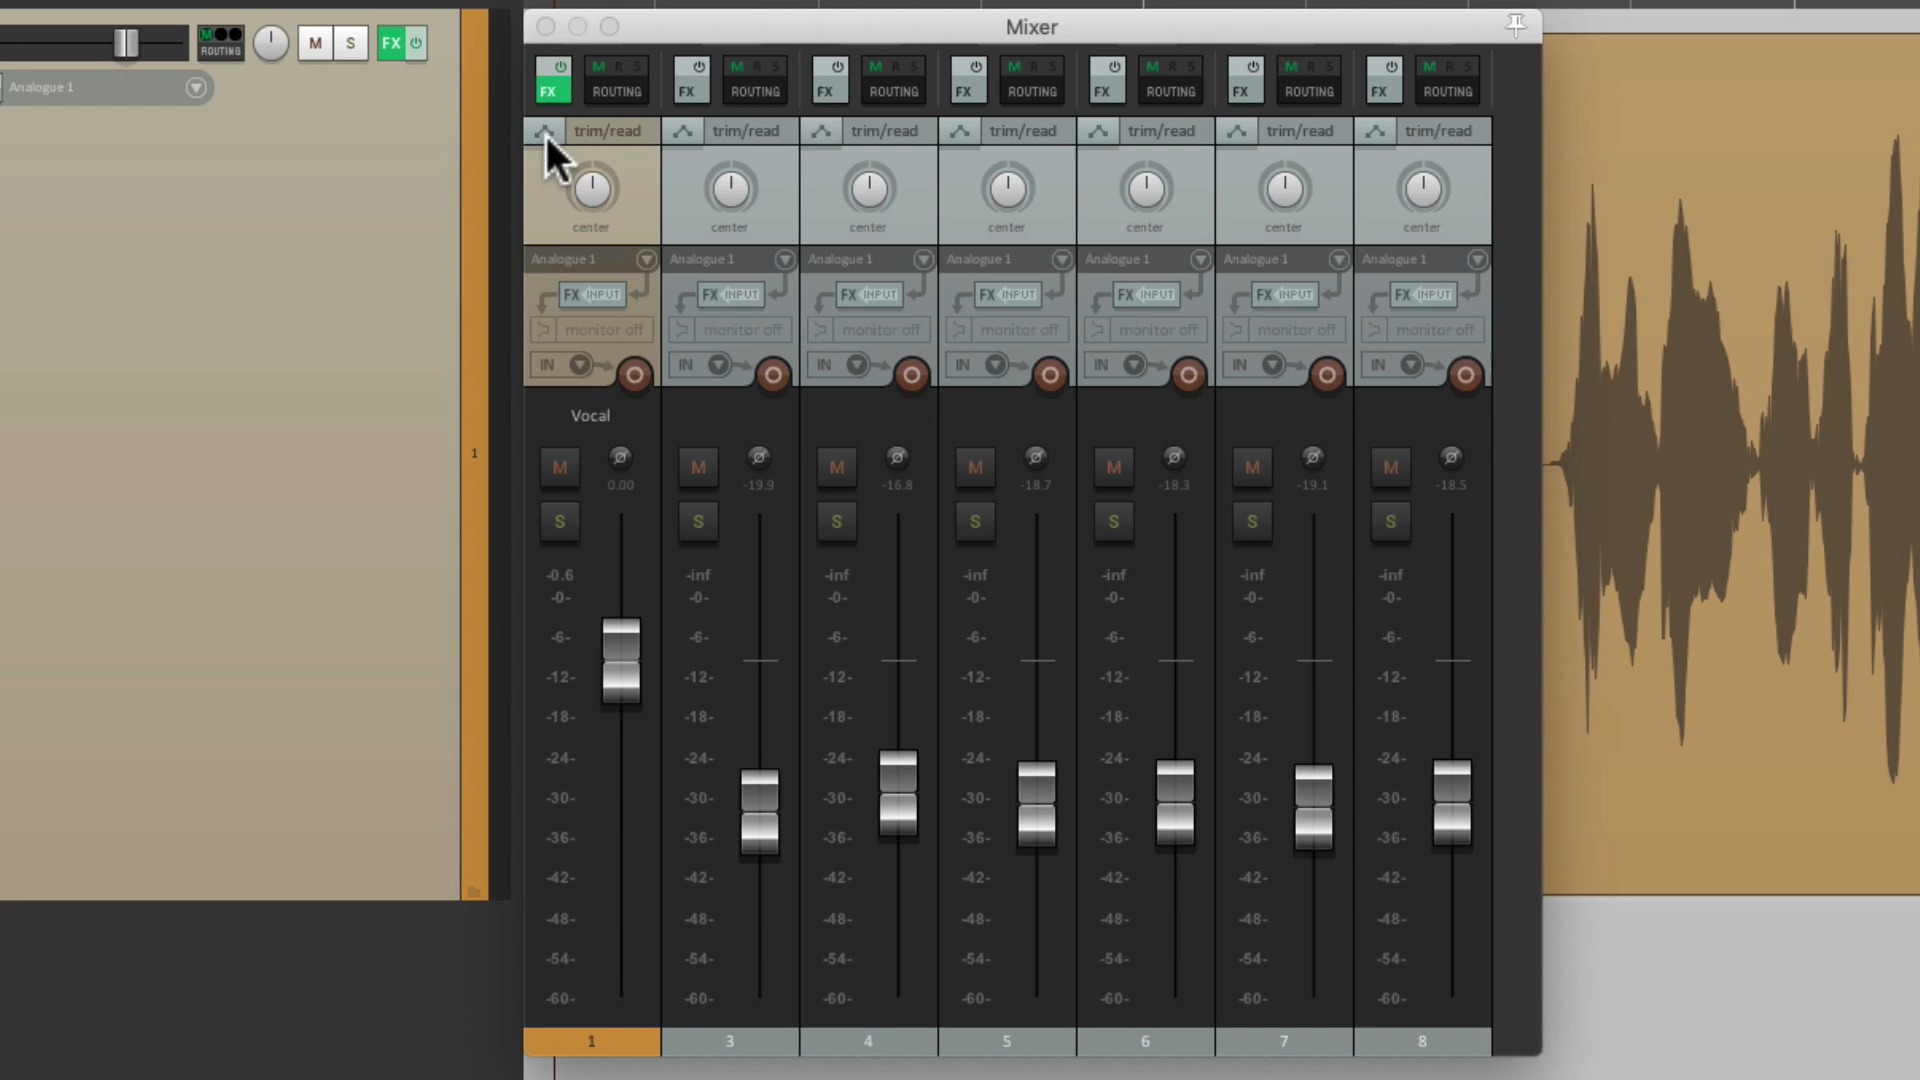 Mixer
M
ROUTING
M S FX
Analogue 1
1
FX M R S ROUTING
FX M R S ROUTING
FX M R S ROUTING
FX M R S ROUTING
FX M R S ROUTING
FX M R S ROUTING
FX M R S ROUTING
trim/read trim/read trim/read trim/read trim/read trim/read trim/read
center center center center center center center
Analogue 1 Analogue 1 Analogue 1 Analogue 1 Analogue 1 Analogue 1 Analogue 1
FX INPUT FX INPUT FX INPUT FX INPUT FX INPUT FX INPUT FX INPUT
monitor off monitor off monitor off monitor off monitor off monitor off monitor off
IN IN IN IN IN IN IN
Vocal
M M M M M M M
0.00 -19.9 -16.8 -18.7 -18.3 -19.1 -18.5
S S S S S S S
-0.6 -inf -inf -inf -inf -inf -inf
-0- -0- -0- -0- -0- -0- -0-
-6- -6- -6- -6- -6- -6- -6-
-12- -12- -12- -12- -12- -12- -12-
-18- -18- -18- -18- -18- -18- -18-
-24- -24- -24- -24- -24- -24- -24-
-30- -30- -30- -30- -30- -30- -30-
-36- -36- -36- -36- -36- -36- -36-
-42- -42- -42- -42- -42- -42- -42-
-48- -48- -48- -48- -48- -48- -48-
-54- -54- -54- -54- -54- -54- -54-
-60- -60- -60- -60- -60- -60- -60-
1 3 4 5 6 7 8